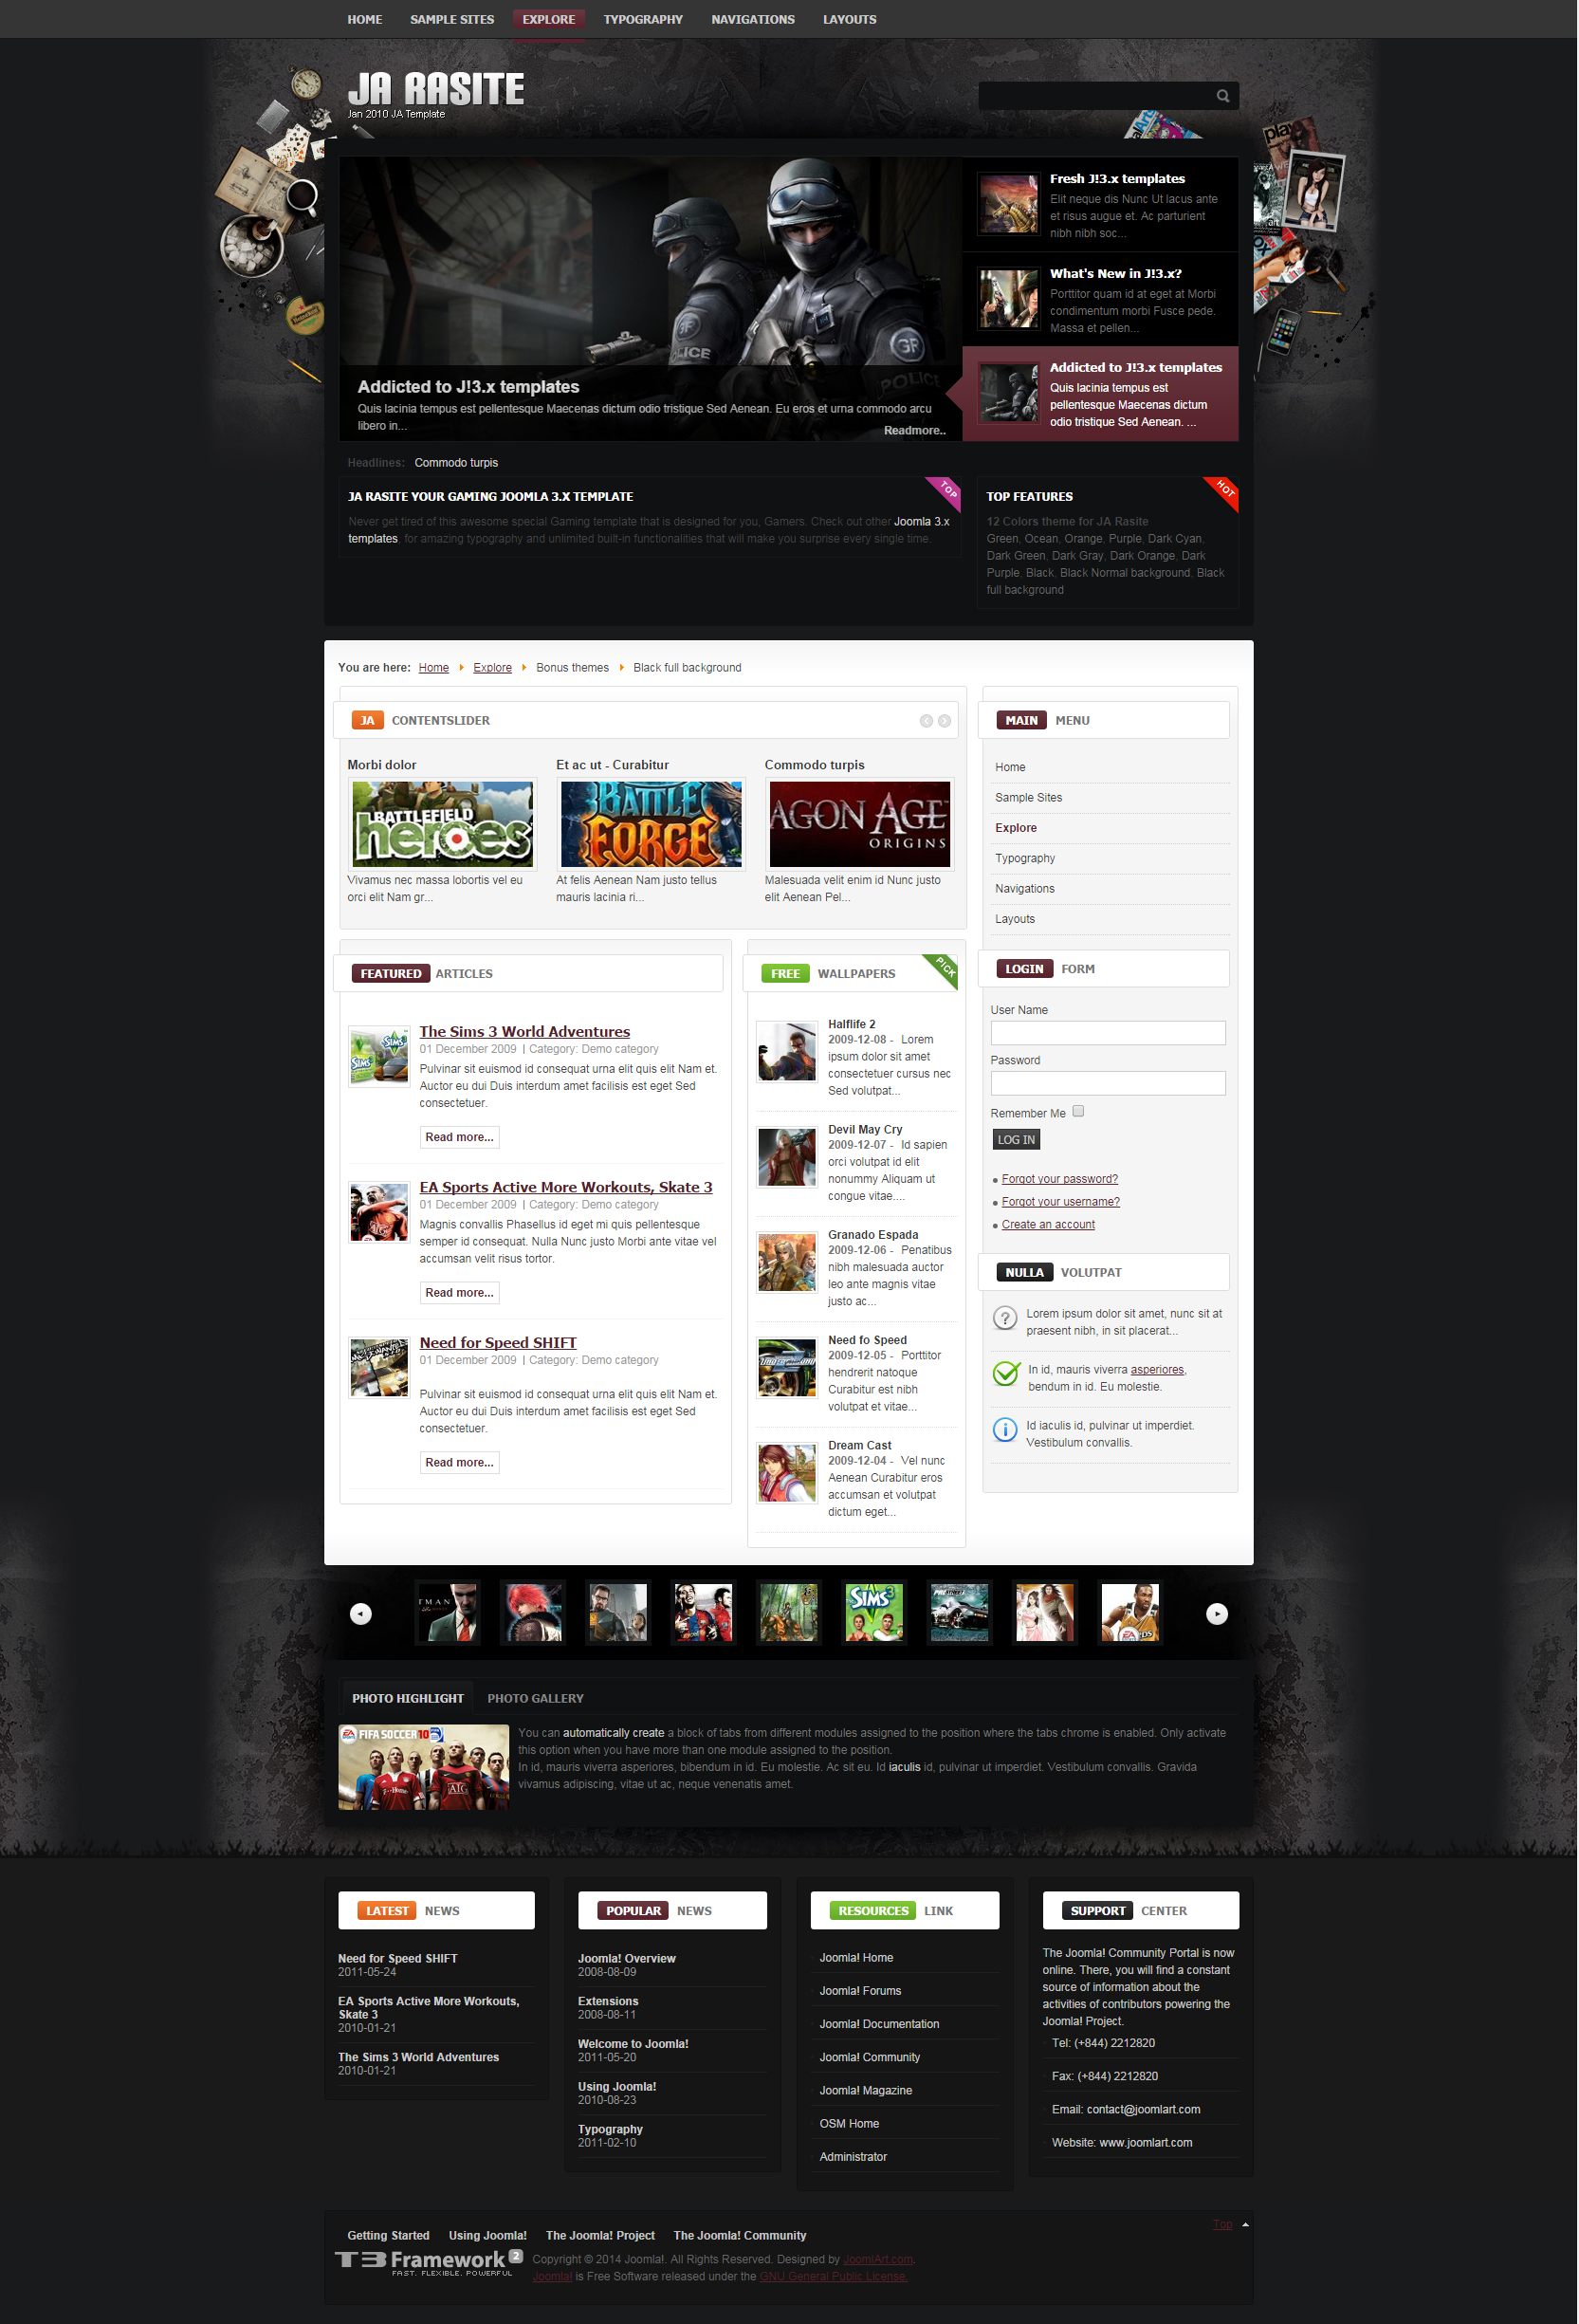 HOME SAMPLE SITES EXPLORE TYPOGRAPHY NAVIGATIONS LAYOUTS
JA RASITE
Jan 2010 JA Template
Fresh J!3.x templates
Elit neque dis Nunc Ut lacus ante
et risus augue et. Ac parturient
nibh nibh soc...
What's New in J!3.x?
Porttitor quam id at eget at Morbi
condimentum morbi Fusce pede.
Massa et pellen...
POLICE
GF
Addicted to J!3.x templates
Quis lacinia tempus est pellentesque Maecenas dictum odio tristique Sed Aenean. Eu eros et urna commodo arcu
libero in...
Readmore..
Addicted to J!3.x templates
Quis lacinia tempus est
pellentesque Maecenas dictum
odio tristique Sed Aenean. ...
Headlines: Commodo turpis
JA RASITE YOUR GAMING JOOMLA 3.X TEMPLATE
TOP
Never get tired of this awesome special Gaming template that is designed for you, Gamers. Check out other Joomla 3.x
templates, for amazing typography and unlimited built-in functionalities that will make you surprise every single time.
TOP FEATURES
HOT
12 Colors theme for JA Rasite
Green, Ocean, Orange, Purple, Dark Cyan,
Dark Green, Dark Gray, Dark Orange, Dark
Purple, Black, Black Normal background, Black
full background
You are here: Home Explore Bonus themes Black full background
JA CONTENTSLIDER
Morbi dolor
BATTLEFIELD
heroes
Vivamus nec massa lobortis vel eu
orci elit Nam gr...
Et ac ut - Curabitur
BATTLE
FORGE
At felis Aenean Nam justo tellus
mauris lacinia ri...
Commodo turpis
AGON AGE
ORIGINS
Malesuada velit enim id Nunc justo
elit Aenean Pel...
FEATURED ARTICLES
The Sims 3 World Adventures
01 December 2009 | Category: Demo category
Pulvinar sit euismod id consequat urna elit quis elit Nam et.
Auctor eu dui Duis interdum amet facilisis est eget Sed
consectetuer.
Read more...
EA Sports Active More Workouts, Skate 3
01 December 2009 | Category: Demo category
Magnis convallis Phasellus id eget mi quis pellentesque
semper id consequat. Nulla Nunc justo Morbi ante vitae vel
accumsan velit risus tortor.
Read more...
Need for Speed SHIFT
01 December 2009 | Category: Demo category
Pulvinar sit euismod id consequat urna elit quis elit Nam et.
Auctor eu dui Duis interdum amet facilisis est eget Sed
consectetuer.
Read more...
FREE WALLPAPERS
PICK
Halflife 2
2009-12-08 - Lorem
ipsum dolor sit amet
consectetuer cursus nec
Sed volutpat...
Devil May Cry
2009-12-07 - Id sapien
orci volutpat id elit
nonummy Aliquam ut
congue vitae....
Granado Espada
2009-12-06 - Penatibus
nibh malesuada auctor
leo ante magnis vitae
justo ac...
Need fo Speed
2009-12-05 - Porttitor
hendrerit natoque
Curabitur est nibh
volutpat et vitae...
Dream Cast
2009-12-04 - Vel nunc
Aenean Curabitur eros
accumsan et volutpat
dictum eget...
MAIN MENU
Home
Sample Sites
Explore
Typography
Navigations
Layouts
LOGIN FORM
User Name
Password
Remember Me
LOG IN
Forgot your password?
Forgot your username?
Create an account
NULLA VOLUTPAT
Lorem ipsum dolor sit amet, nunc sit at
praesent nibh, in sit placerat...
In id, mauris viverra asperiores,
bendum in id. Eu molestie.
Id iaculis id, pulvinar ut imperdiet.
Vestibulum convallis.
TMAN
SIMS 3
PHOTO HIGHLIGHT PHOTO GALLERY
FIFA SOCCER 10
AIG
You can automatically create a block of tabs from different modules assigned to the position where the tabs chrome is enabled. Only activate
this option when you have more than one module assigned to the position.
In id, mauris viverra asperiores, bibendum in id. Eu molestie. Ac sit eu. Id iaculis id, pulvinar ut imperdiet. Vestibulum convallis. Gravida
vivamus adipiscing, vitae ut ac, neque venenatis amet.
LATEST NEWS
Need for Speed SHIFT
2011-05-24
EA Sports Active More Workouts,
Skate 3
2010-01-21
The Sims 3 World Adventures
2010-01-21
POPULAR NEWS
Joomla! Overview
2008-08-09
Extensions
2008-08-11
Welcome to Joomla!
2011-05-20
Using Joomla!
2010-08-23
Typography
2011-02-10
RESOURCES LINK
Joomla! Home
Joomla! Forums
Joomla! Documentation
Joomla! Community
Joomla! Magazine
OSM Home
Administrator
SUPPORT CENTER
The Joomla! Community Portal is now
online. There, you will find a constant
source of information about the
activities of contributors powering the
Joomla! Project.
Tel: (+844) 2212820
Fax: (+844) 2212820
Email: contact@joomlart.com
Website: www.joomlart.com
Top
Getting Started Using Joomla! The Joomla! Project The Joomla! Community
T3 Framework 2
FAST. FLEXIBLE. POWERFUL
Copyright © 2014 Joomla!. All Rights Reserved. Designed by JoomlArt.com.
Joomla! is Free Software released under the GNU General Public License.